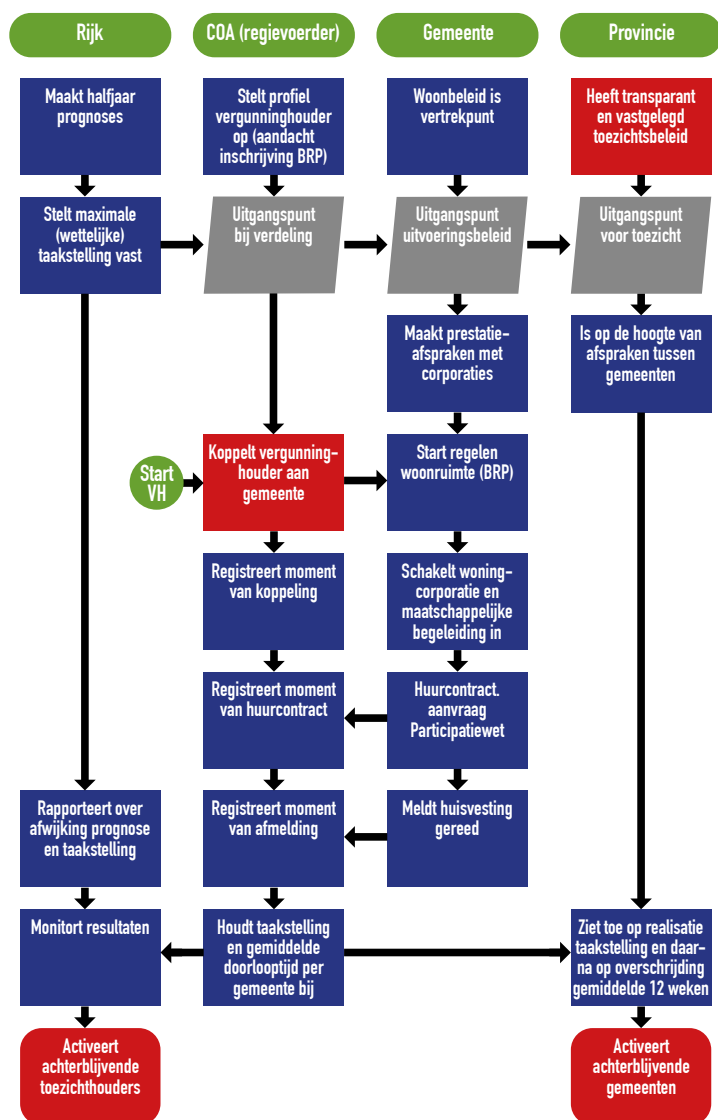 Rijk
COA (regievoerder)
Gemeente
Provincie
Maakt halfjaar
prognoses
Stelt profiel
vergunninghouder
op (aandacht
inschrijving BRP)
Woonbeleid is
vertrekpunt
Heeft transparant
en vastgelegd
toezichtsbeleid
Stelt maximale
(wettelijke)
taakstelling vast
Uitgangspunt
bij verdeling
Uitgangspunt
uitvoeringsbeleid
Uitgangspunt
voor toezicht
Maakt prestatie-
afspraken met
corporaties
Is op de hoogte van
afspraken tussen
gemeenten
Start
VH
Koppelt vergunning-
houder aan
gemeente
Start regelen
woonruimte (BRP)
Registreert moment
van koppeling
Schakelt woning-
corporatie en
maatschappelijke
begeleiding in
Registreert moment
van huurcontract
Huurcontract.
aanvraag
Participatiewet
Rapporteert over
afwijking prognose
en taakstelling
Registreert moment
van afmelding
Meldt huisvesting
gereed
Monitort resultaten
Houdt taakstelling
en gemiddelde
doorlooptijd per
gemeente bij
Ziet toe op realisatie
taakstelling en daar-
na op overschrijding
gemiddelde 12 weken
Activeert
achterblijvende
toezichthouders
Activeert
achterblijvende
gemeenten